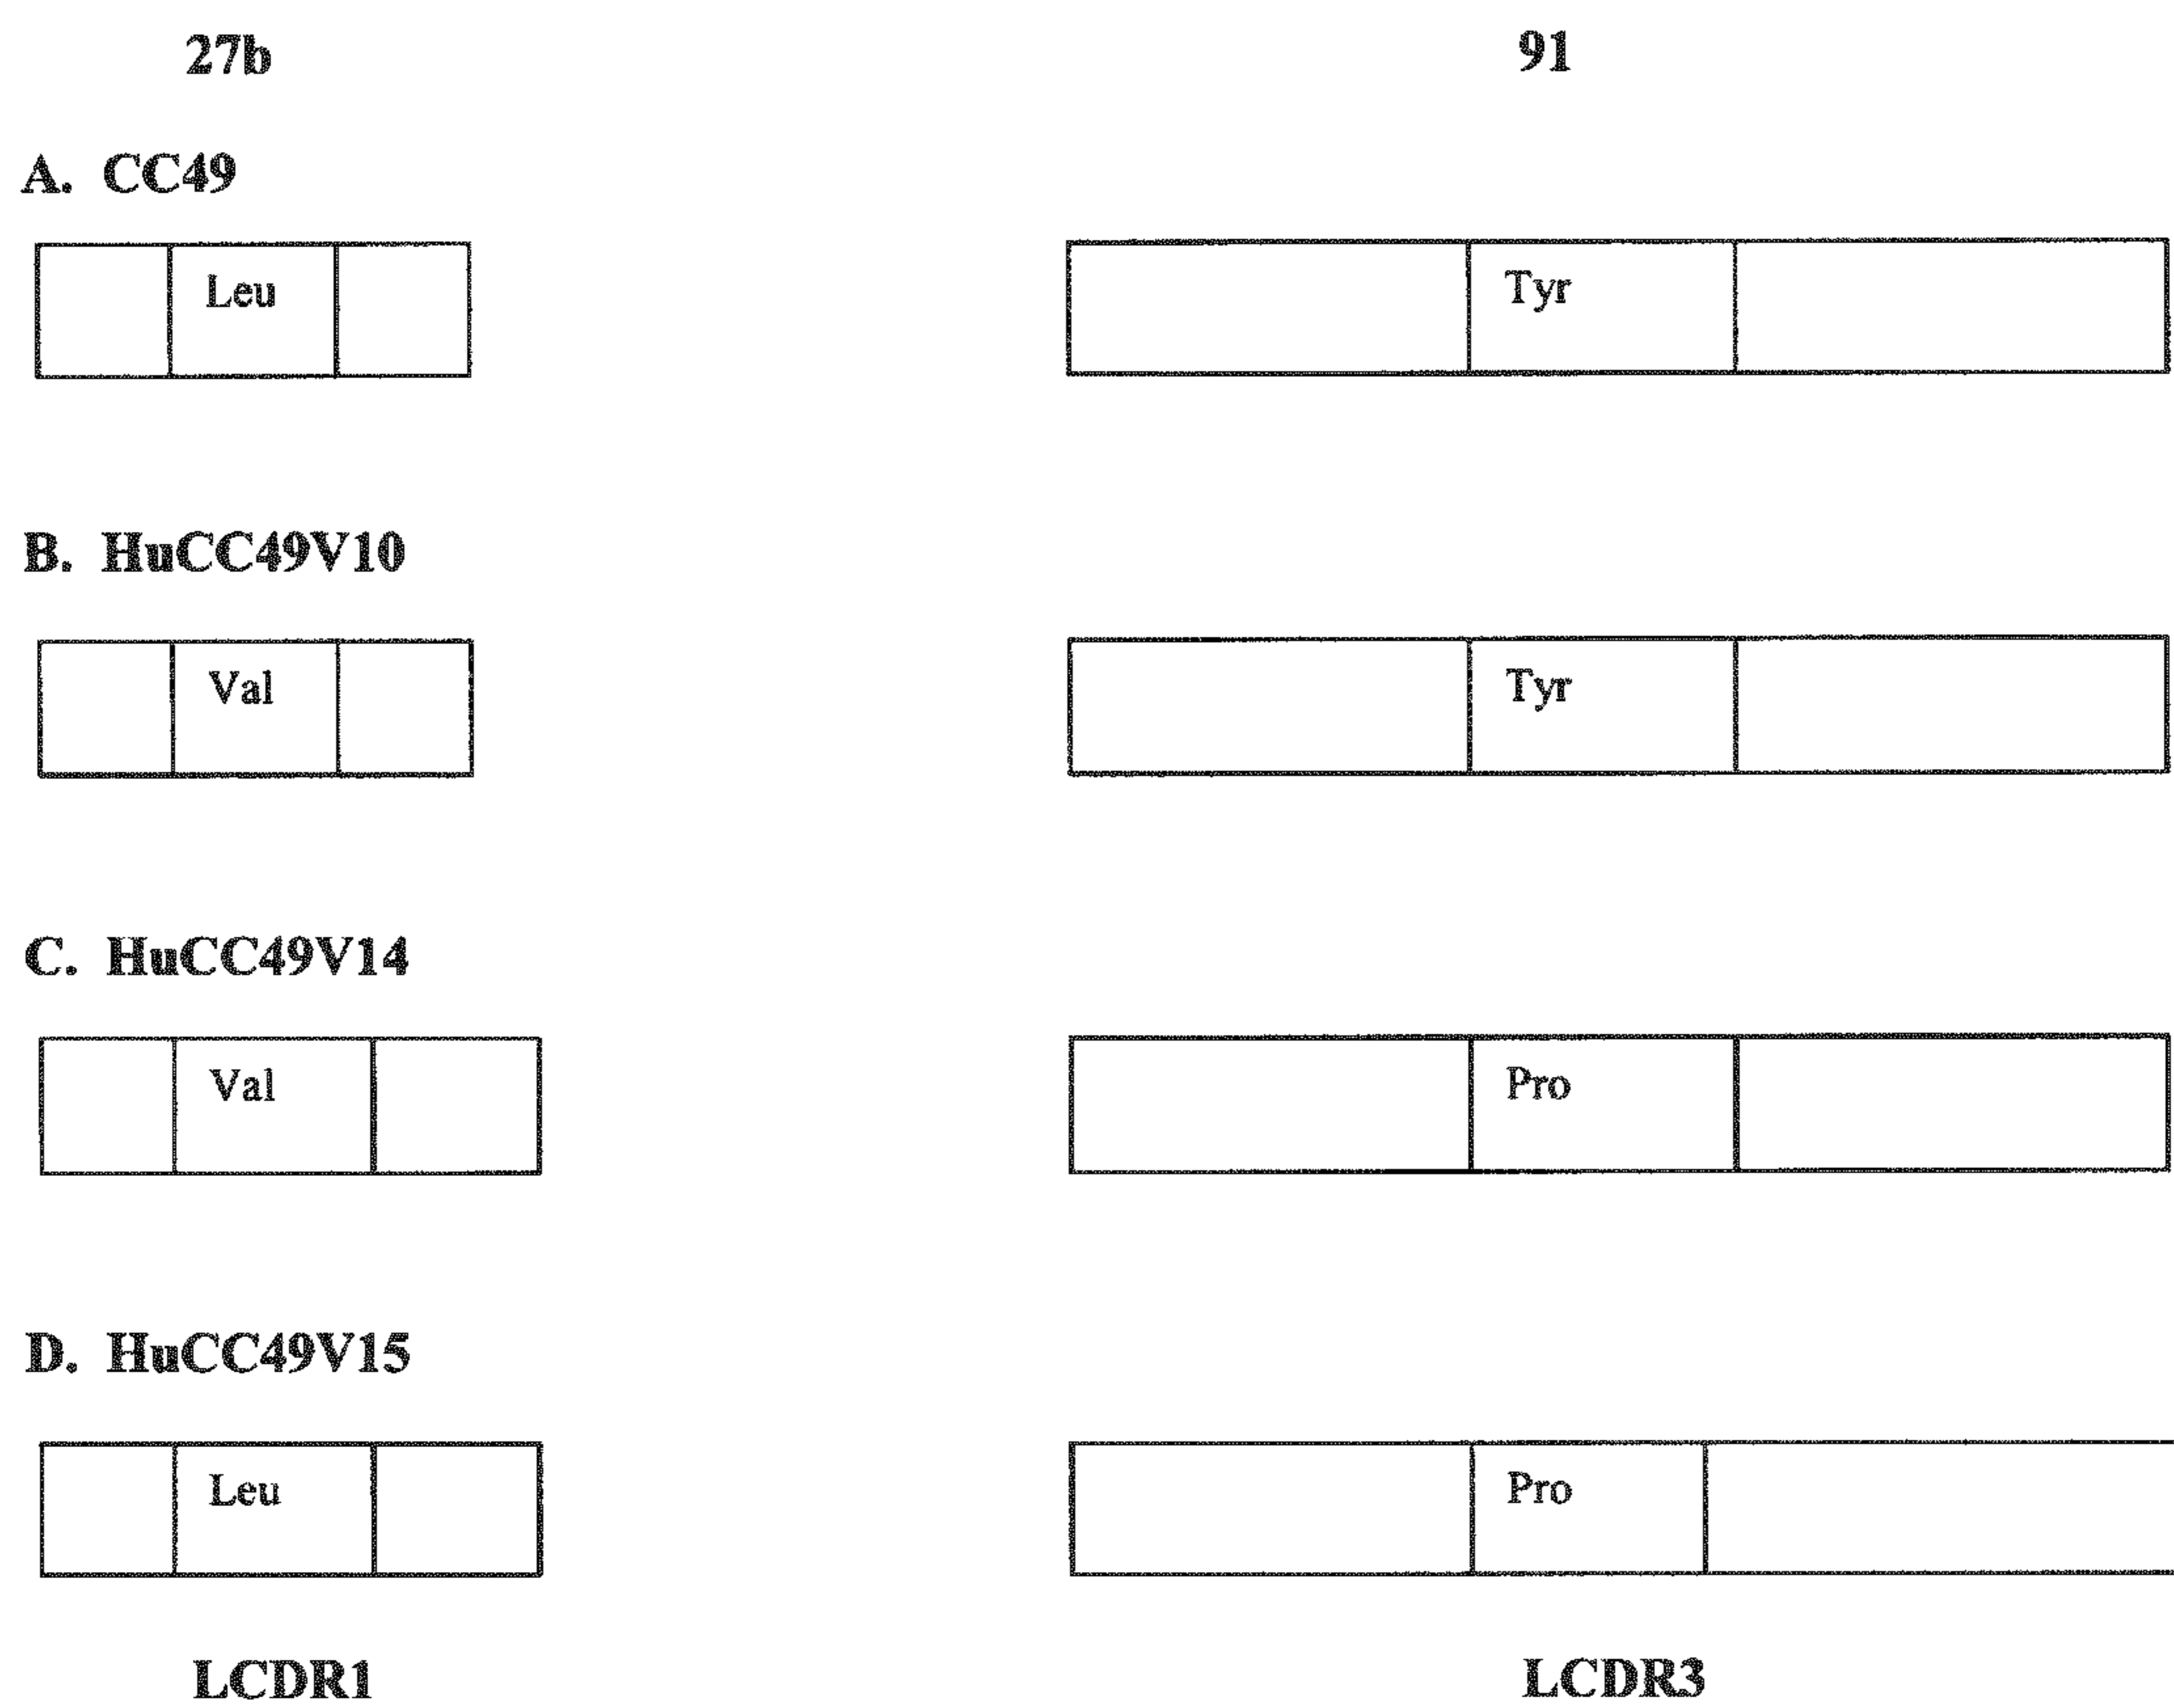 27b 91
A. CC49
Leu Tyr
B. HuCC49V10
Val Tyr
C. HuCC49V14
Val Pro
D. HuCC49V15
Leu Pro
LCDR1 LCDR3